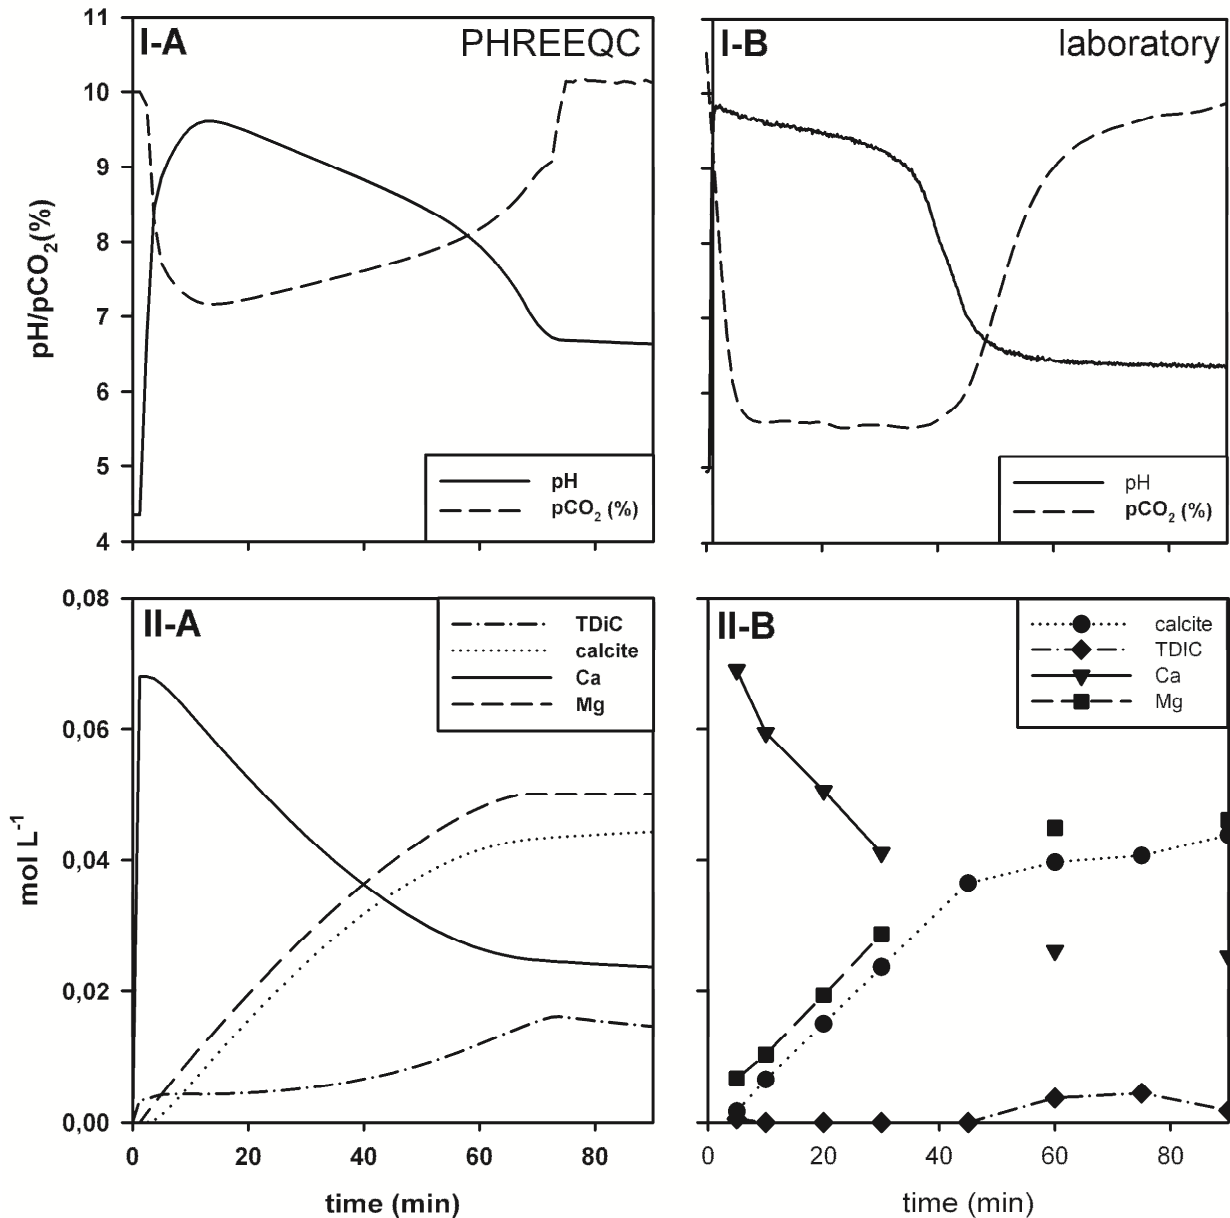 11
10
9
8
7
6
5
4
pH/pCO2(%)
I-A
PHREEQC
pH
pCO2 (%)
I-B
laboratory
pH
pCO2 (%)
0,08
0,06
0,04
0,02
0,00
mol L-1
II-A
TDiC
calcite
Ca
Mg
0
20
40
60
80
time (min)
II-B
calcite
TDIC
Ca
Mg
0
20
40
60
80
time (min)